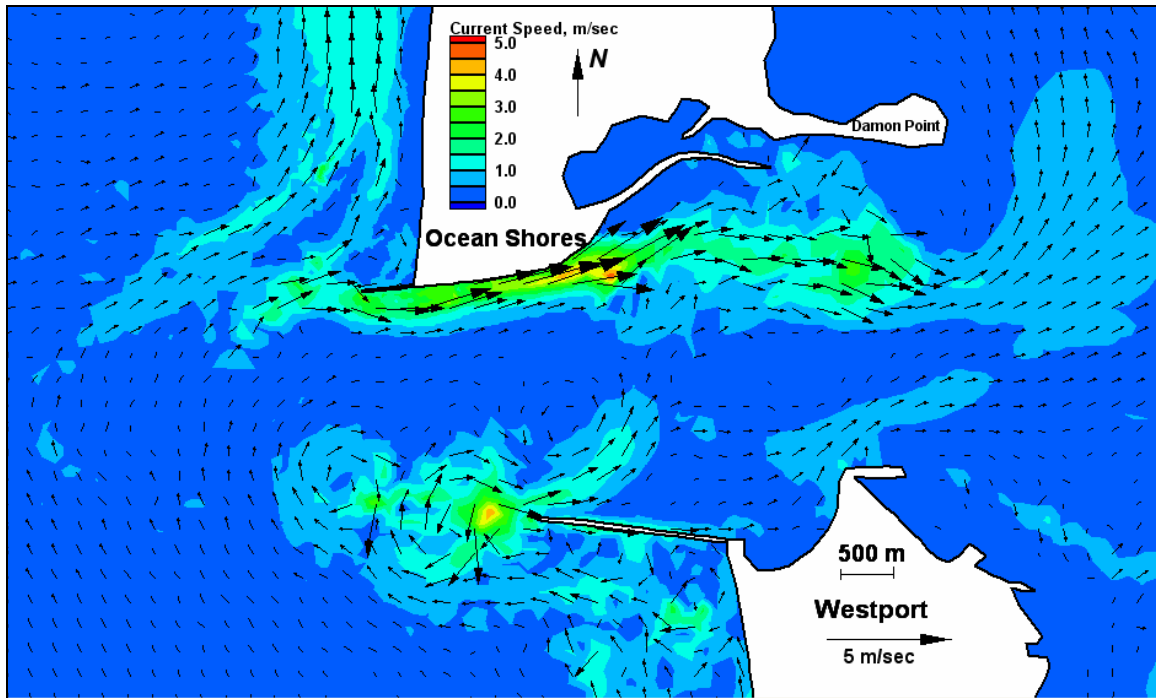 Current Speed, m/sec
5.0
4.0
3.0
2.0
1.0
0.0
N
Damon Point
Ocean Shores
500 m
Westport
5 m/sec